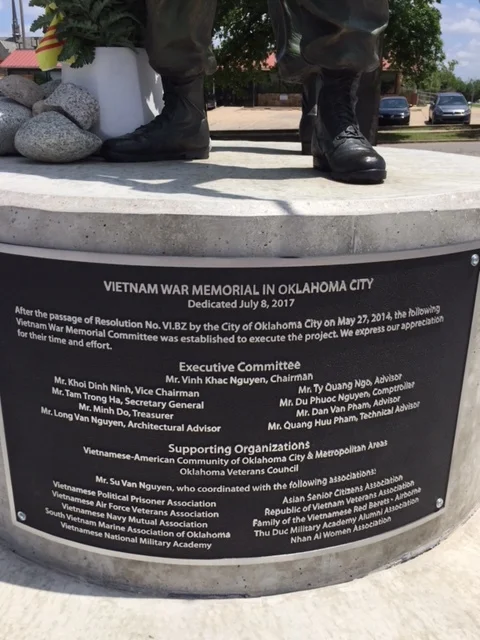 VIETNAM WAR MEMORIAL IN OKLAHOMA CITY
Dedicated July 8, 2017
After the passage of Resolution No. VI.BZ by the City of Oklahoma City on May 27, 2014, the following
Vietnam War Memorial Committee was established to execute the project. We express our appreciation
for their time and effort.
Executive Committee
Mr. Vinh Khac Nguyen, Chairman
Mr. Khoi Dinh Ninh, Vice Chairman
Mr. Tam Trong Ha, Secretary General
Mr. Minh Do, Treasurer
Mr. Long Van Nguyen, Architectural Advisor
Mr. Ty Quang Ngo, Advisor
Mr. Du Phuoc Nguyen, Comptroller
Mr. Dan Van Pham, Advisor
Mr. Quang Huu Pham, Technical Advisor
Supporting Organizations
Vietnamese-American Community of Oklahoma City & Metropolitan Areas
Oklahoma Veterans Council
Mr. Su Van Nguyen, who coordinated with the following associations:
Vietnamese Political Prisoner Association
Vietnamese Air Force Veterans Association
Vietnamese Navy Mutual Association
South Vietnam Marine Association of Oklahoma
Vietnamese National Military Academy
Asian Senior Citizens Association
Republic of Vietnam Veterans Association
Family of the Vietnamese Red Berets - Airborne
Thu Duc Military Academy Alumni Association
Nhan Ai Women Association